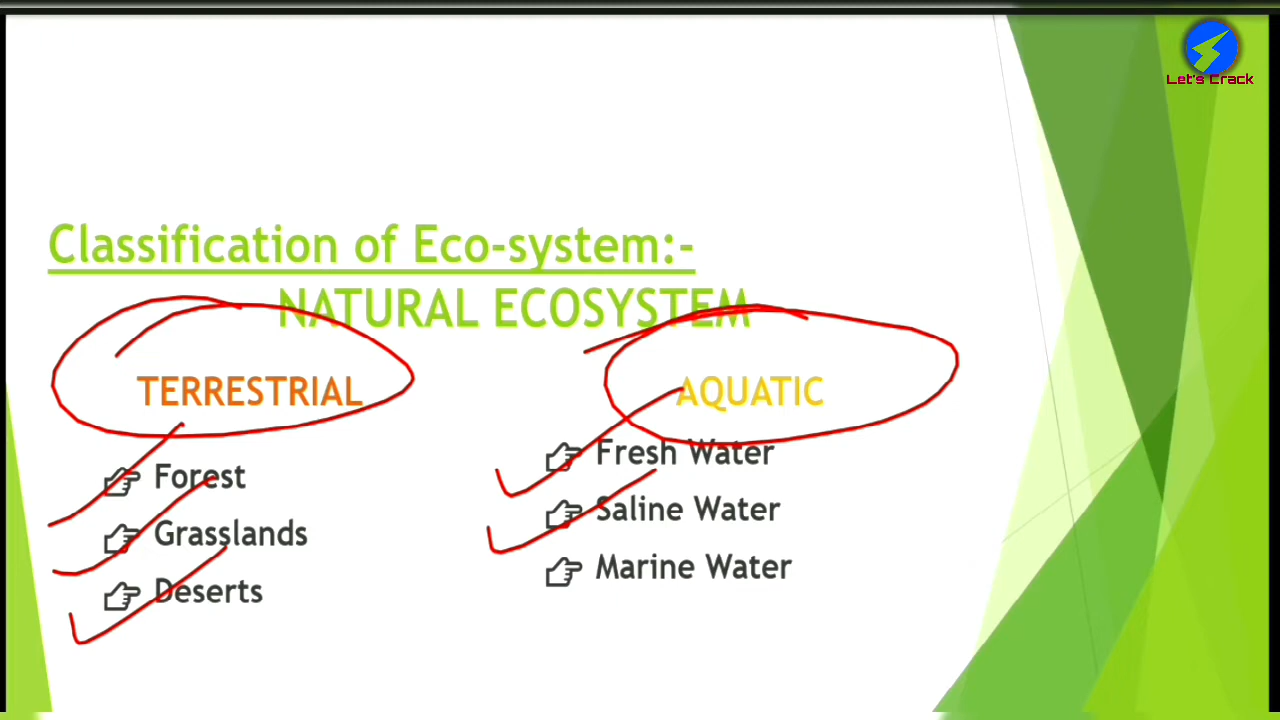 Let's Crack
Classification of Eco-system:-
NATURAL ECOSYSTEM
TERRESTRIAL
Forest
Grasslands
Deserts
AQUATIC
Fresh Water
Saline Water
Marine Water